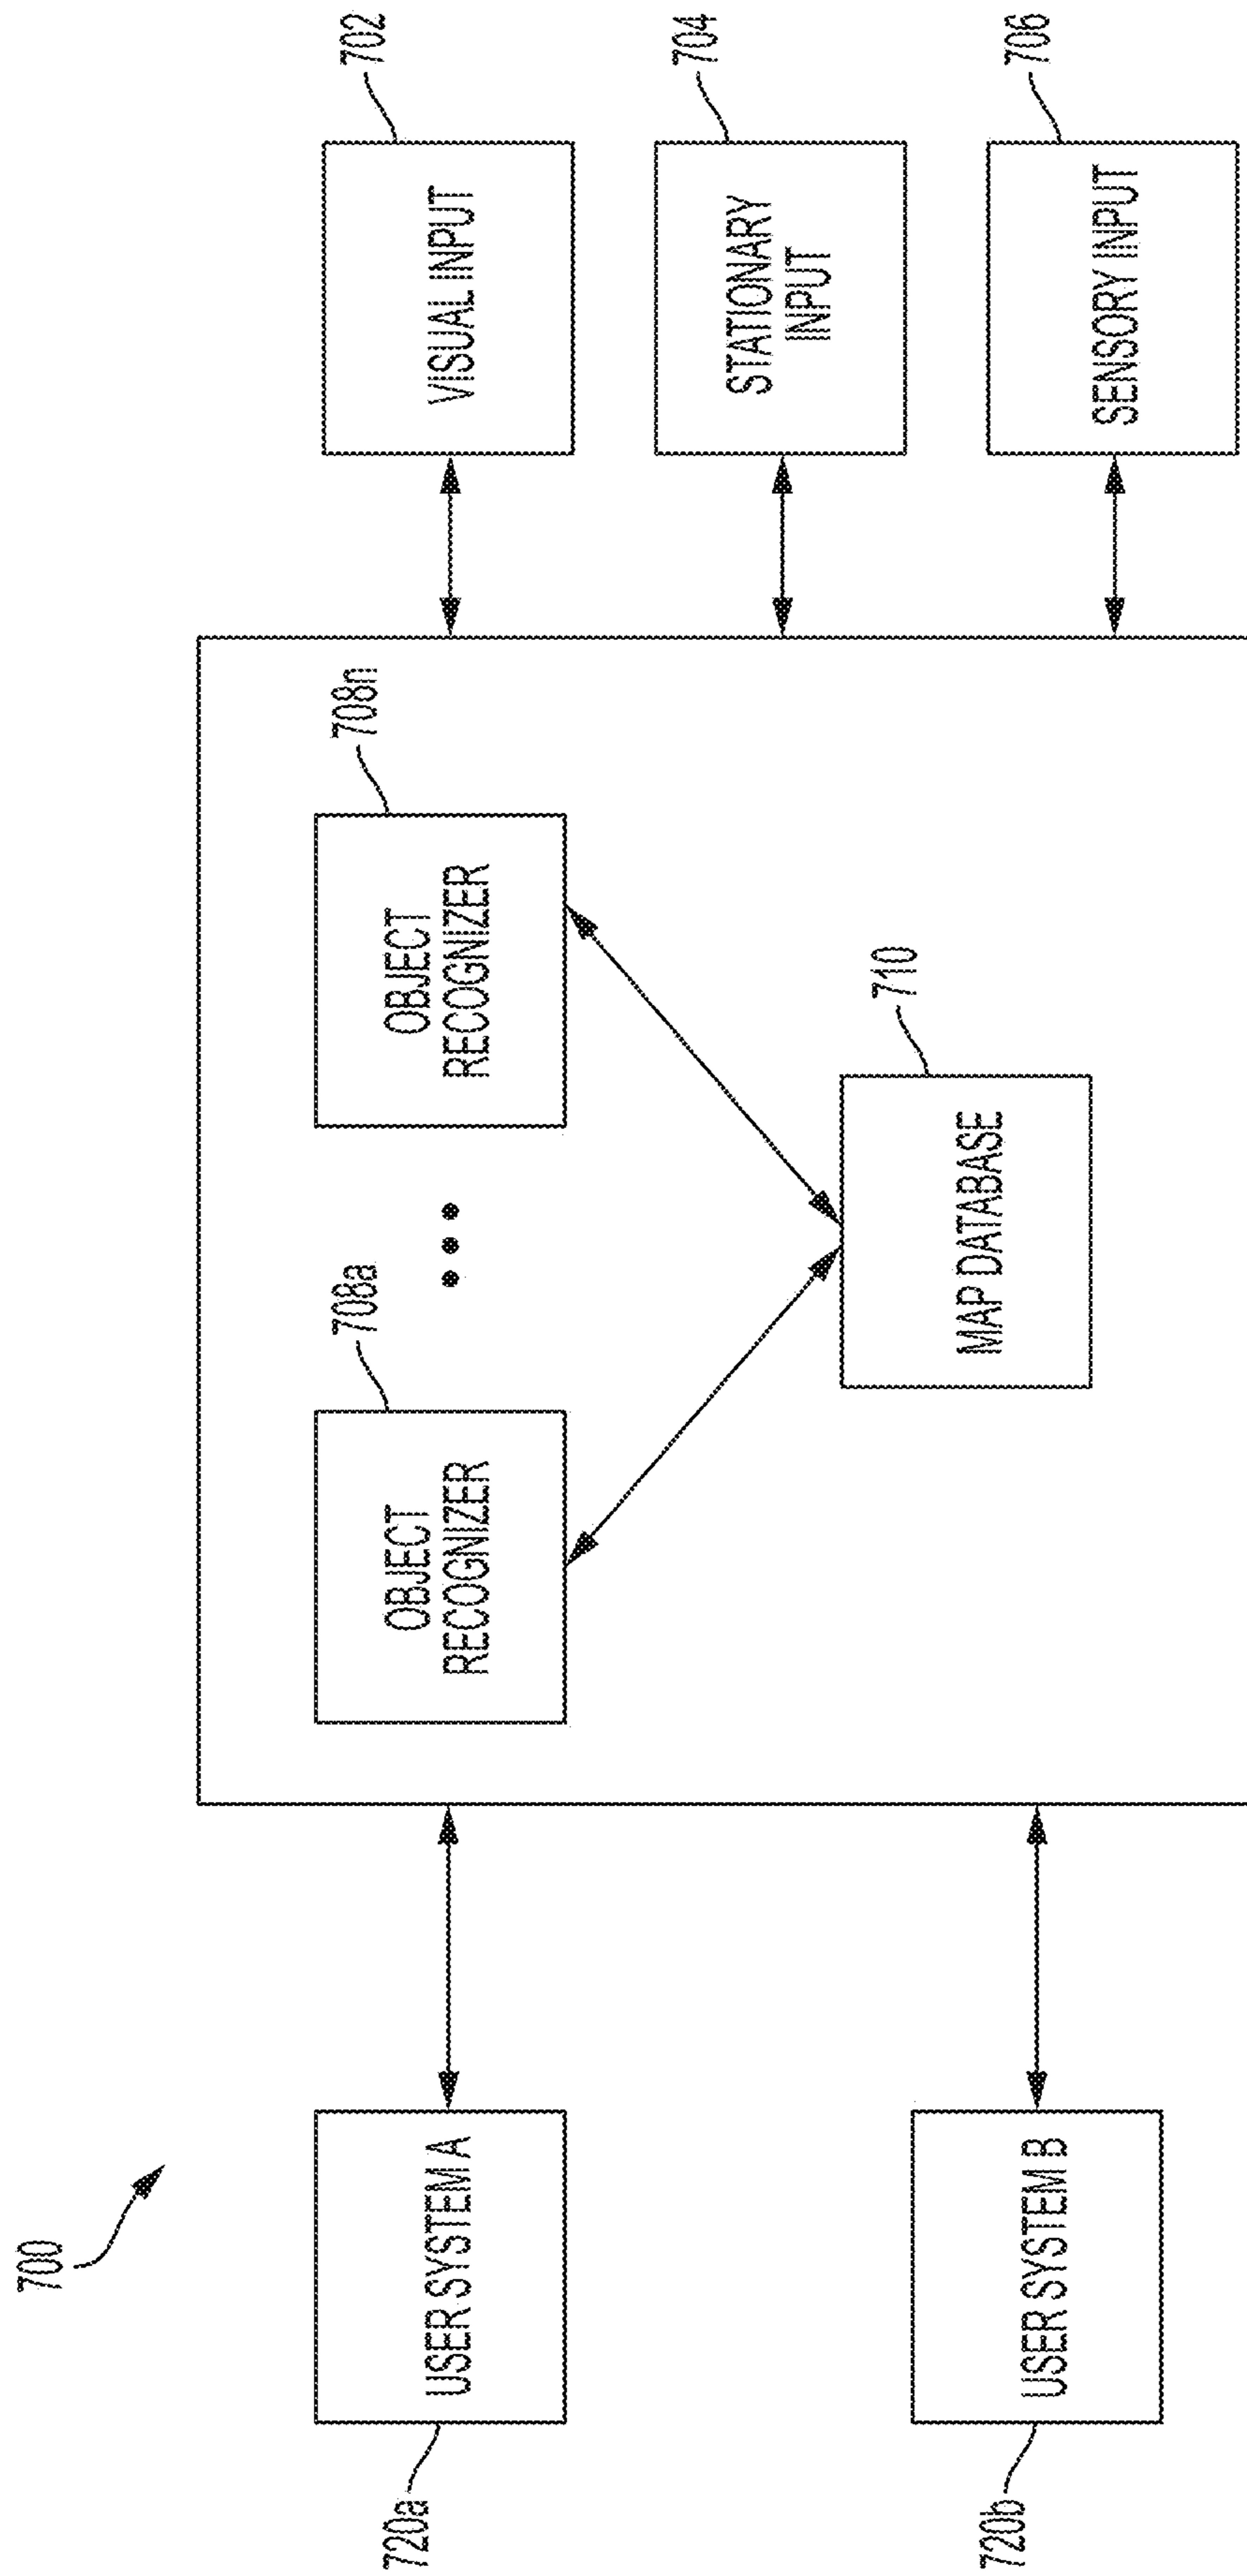 700
720a
USER SYSTEM A
720b
USER SYSTEM B
708a
OBJECT
RECOGNIZER
708n
OBJECT
RECOGNIZER
710
MAP DATABASE
702
VISUAL INPUT
704
STATIONARY
INPUT
706
SENSORY INPUT